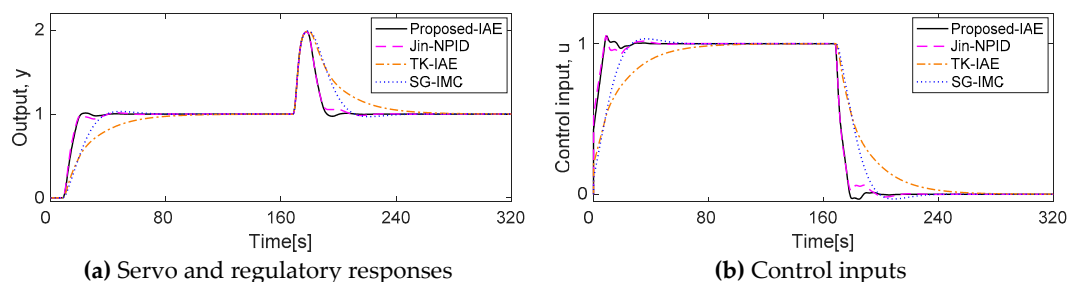 Output, y
2
1
0
0
80
160
240
320
Time[s]
Proposed-IAE
Jin-NPID
TK-IAE
SG-IMC
(a) Servo and regulatory responses
Control input, u
1
0
0
80
160
240
320
Time[s]
Proposed-IAE
Jin-NPID
TK-IAE
SG-IMC
(b) Control inputs